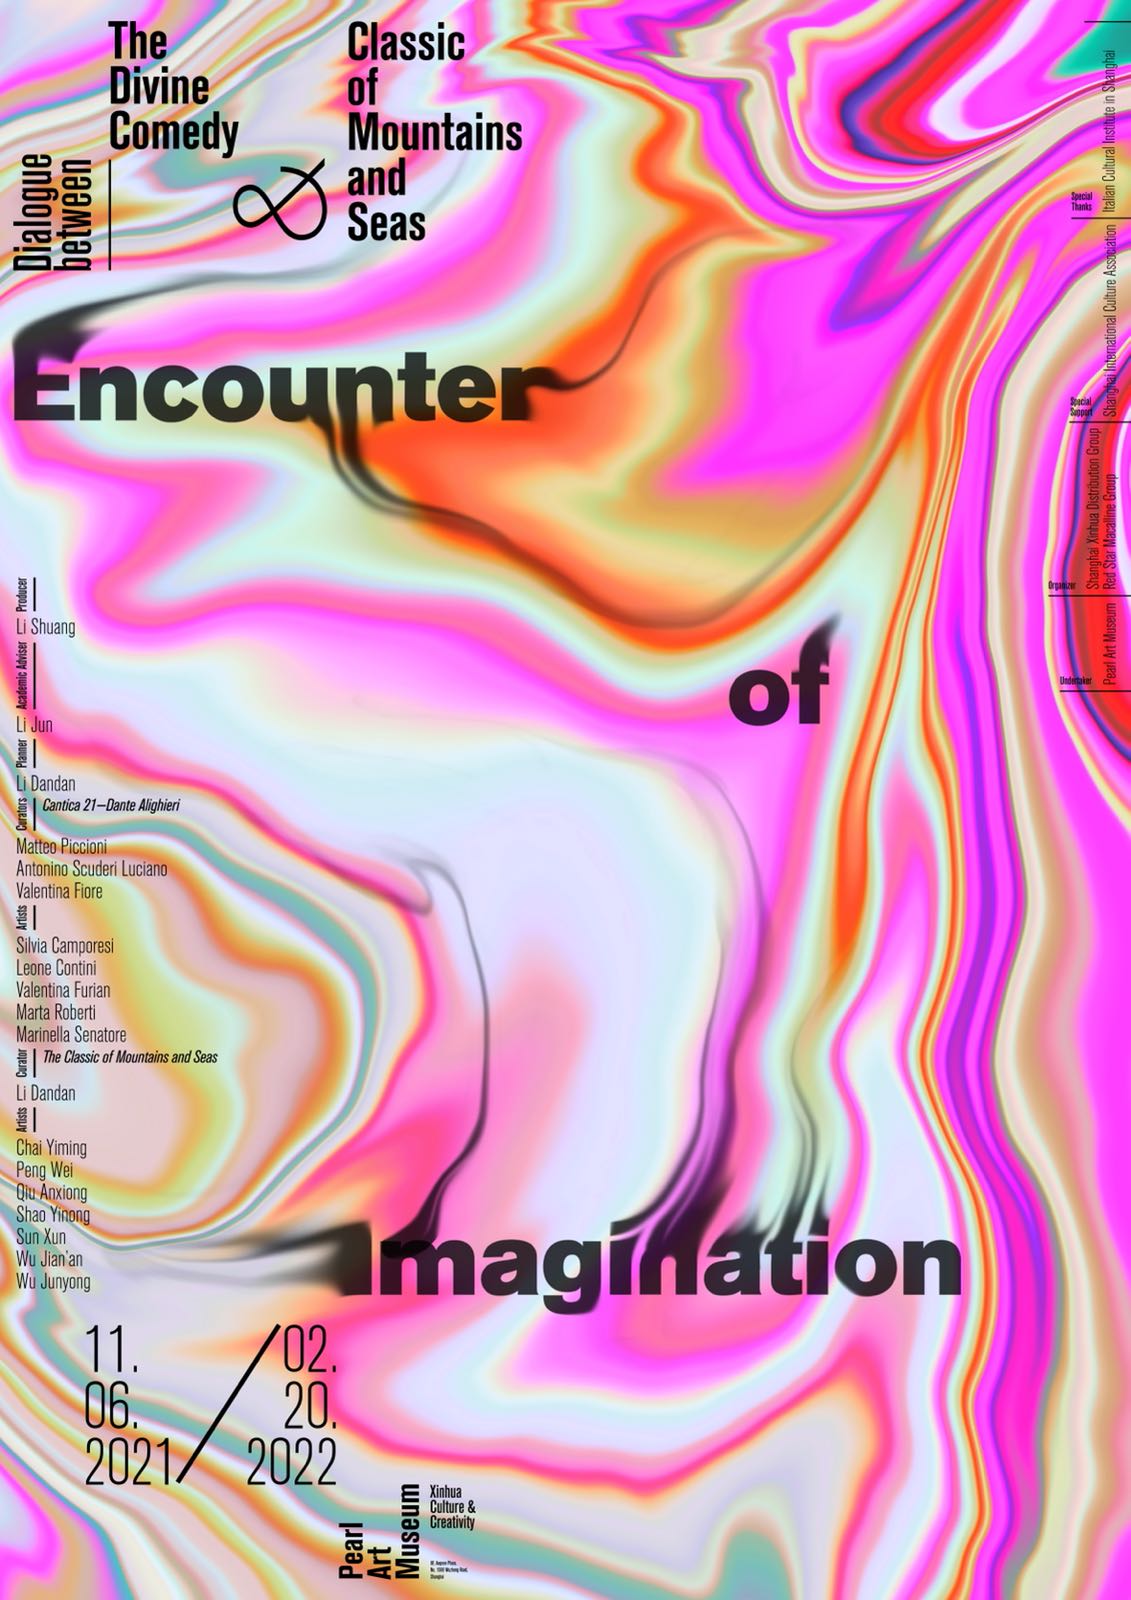 Dialogue
between
The
Divine
Comedy
&
Classic
of
Mountains
and
Seas
Encounter
of
Imagination
Producer
Li Shuang
Academic Adviser
Li Jun
Planner
Li Dandan
Curators
Cantica 21—Dante Alighieri
Matteo Piccioni
Antonino Scuderi Luciano
Valentina Fiore
Artists
Silvia Camporesi
Leone Contini
Valentina Furian
Marta Roberti
Marinella Senatore
Curator
The Classic of Mountains and Seas
Li Dandan
Artists
Chai Yiming
Peng Wei
Qiu Anxiong
Shao Yinong
Sun Xun
Wu Jian'an
Wu Junyong
11.
06.
2021
/
02.
20.
2022
Pearl
Art
Museum
Xinhua
Culture &
Creativity
Shanghai
Special
Thanks
Italian Cultural Institute in Shanghai
Special
Support
Shanghai International Culture Association
Organizer
Shanghai Xinhua Distribution Group
Red Star Macalline Group
Undertaker
Pearl Art Museum